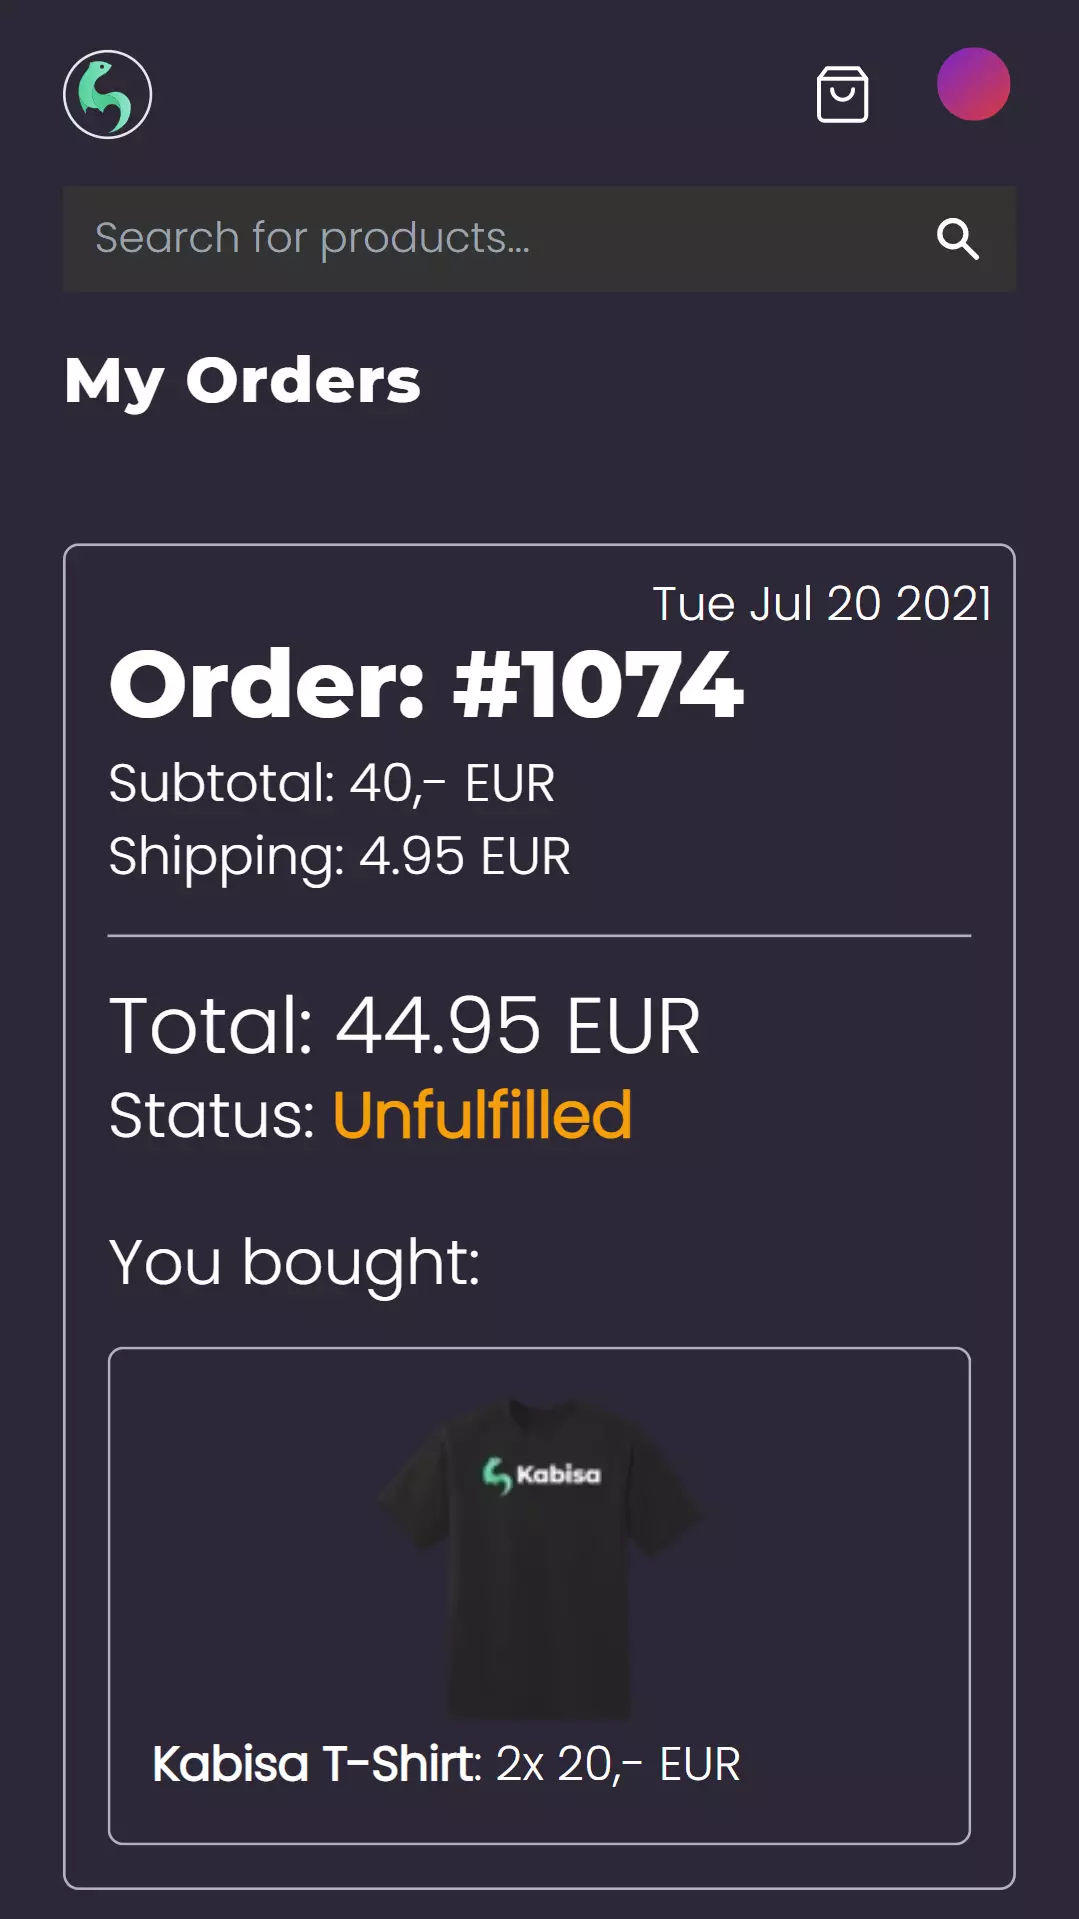 Search for products...
My Orders
Tue Jul 20 2021
Order: #1074
Subtotal: 40,- EUR
Shipping: 4.95 EUR
Total: 44.95 EUR
Status: Unfulfilled
You bought:
Kabisa
Kabisa T-Shirt: 2x 20,- EUR